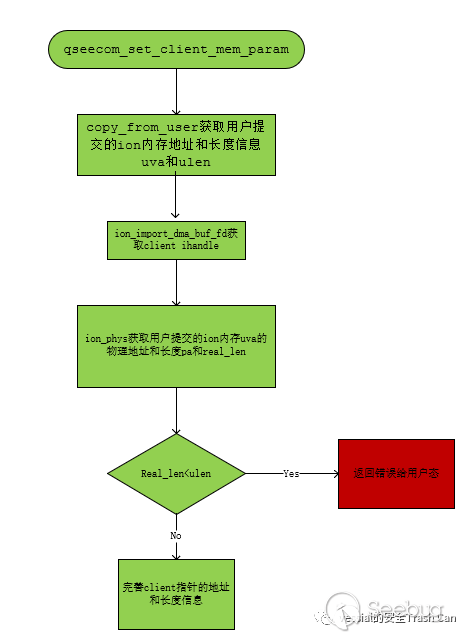 qseecom_set_client_mem_param
copy_from_user获取用户提
交的ion内存地址和长度信息
uva和ulen
ion_import_dma_buf_fd获
取client ihandle
ion_phys获取用户提交的ion内存uva的
物理地址和长度pa和real_len
Real_len<ulen
Yes
返回错误给用户态
No
完善client指针的地址
和长度信息
Seebug
的安全Trash Can